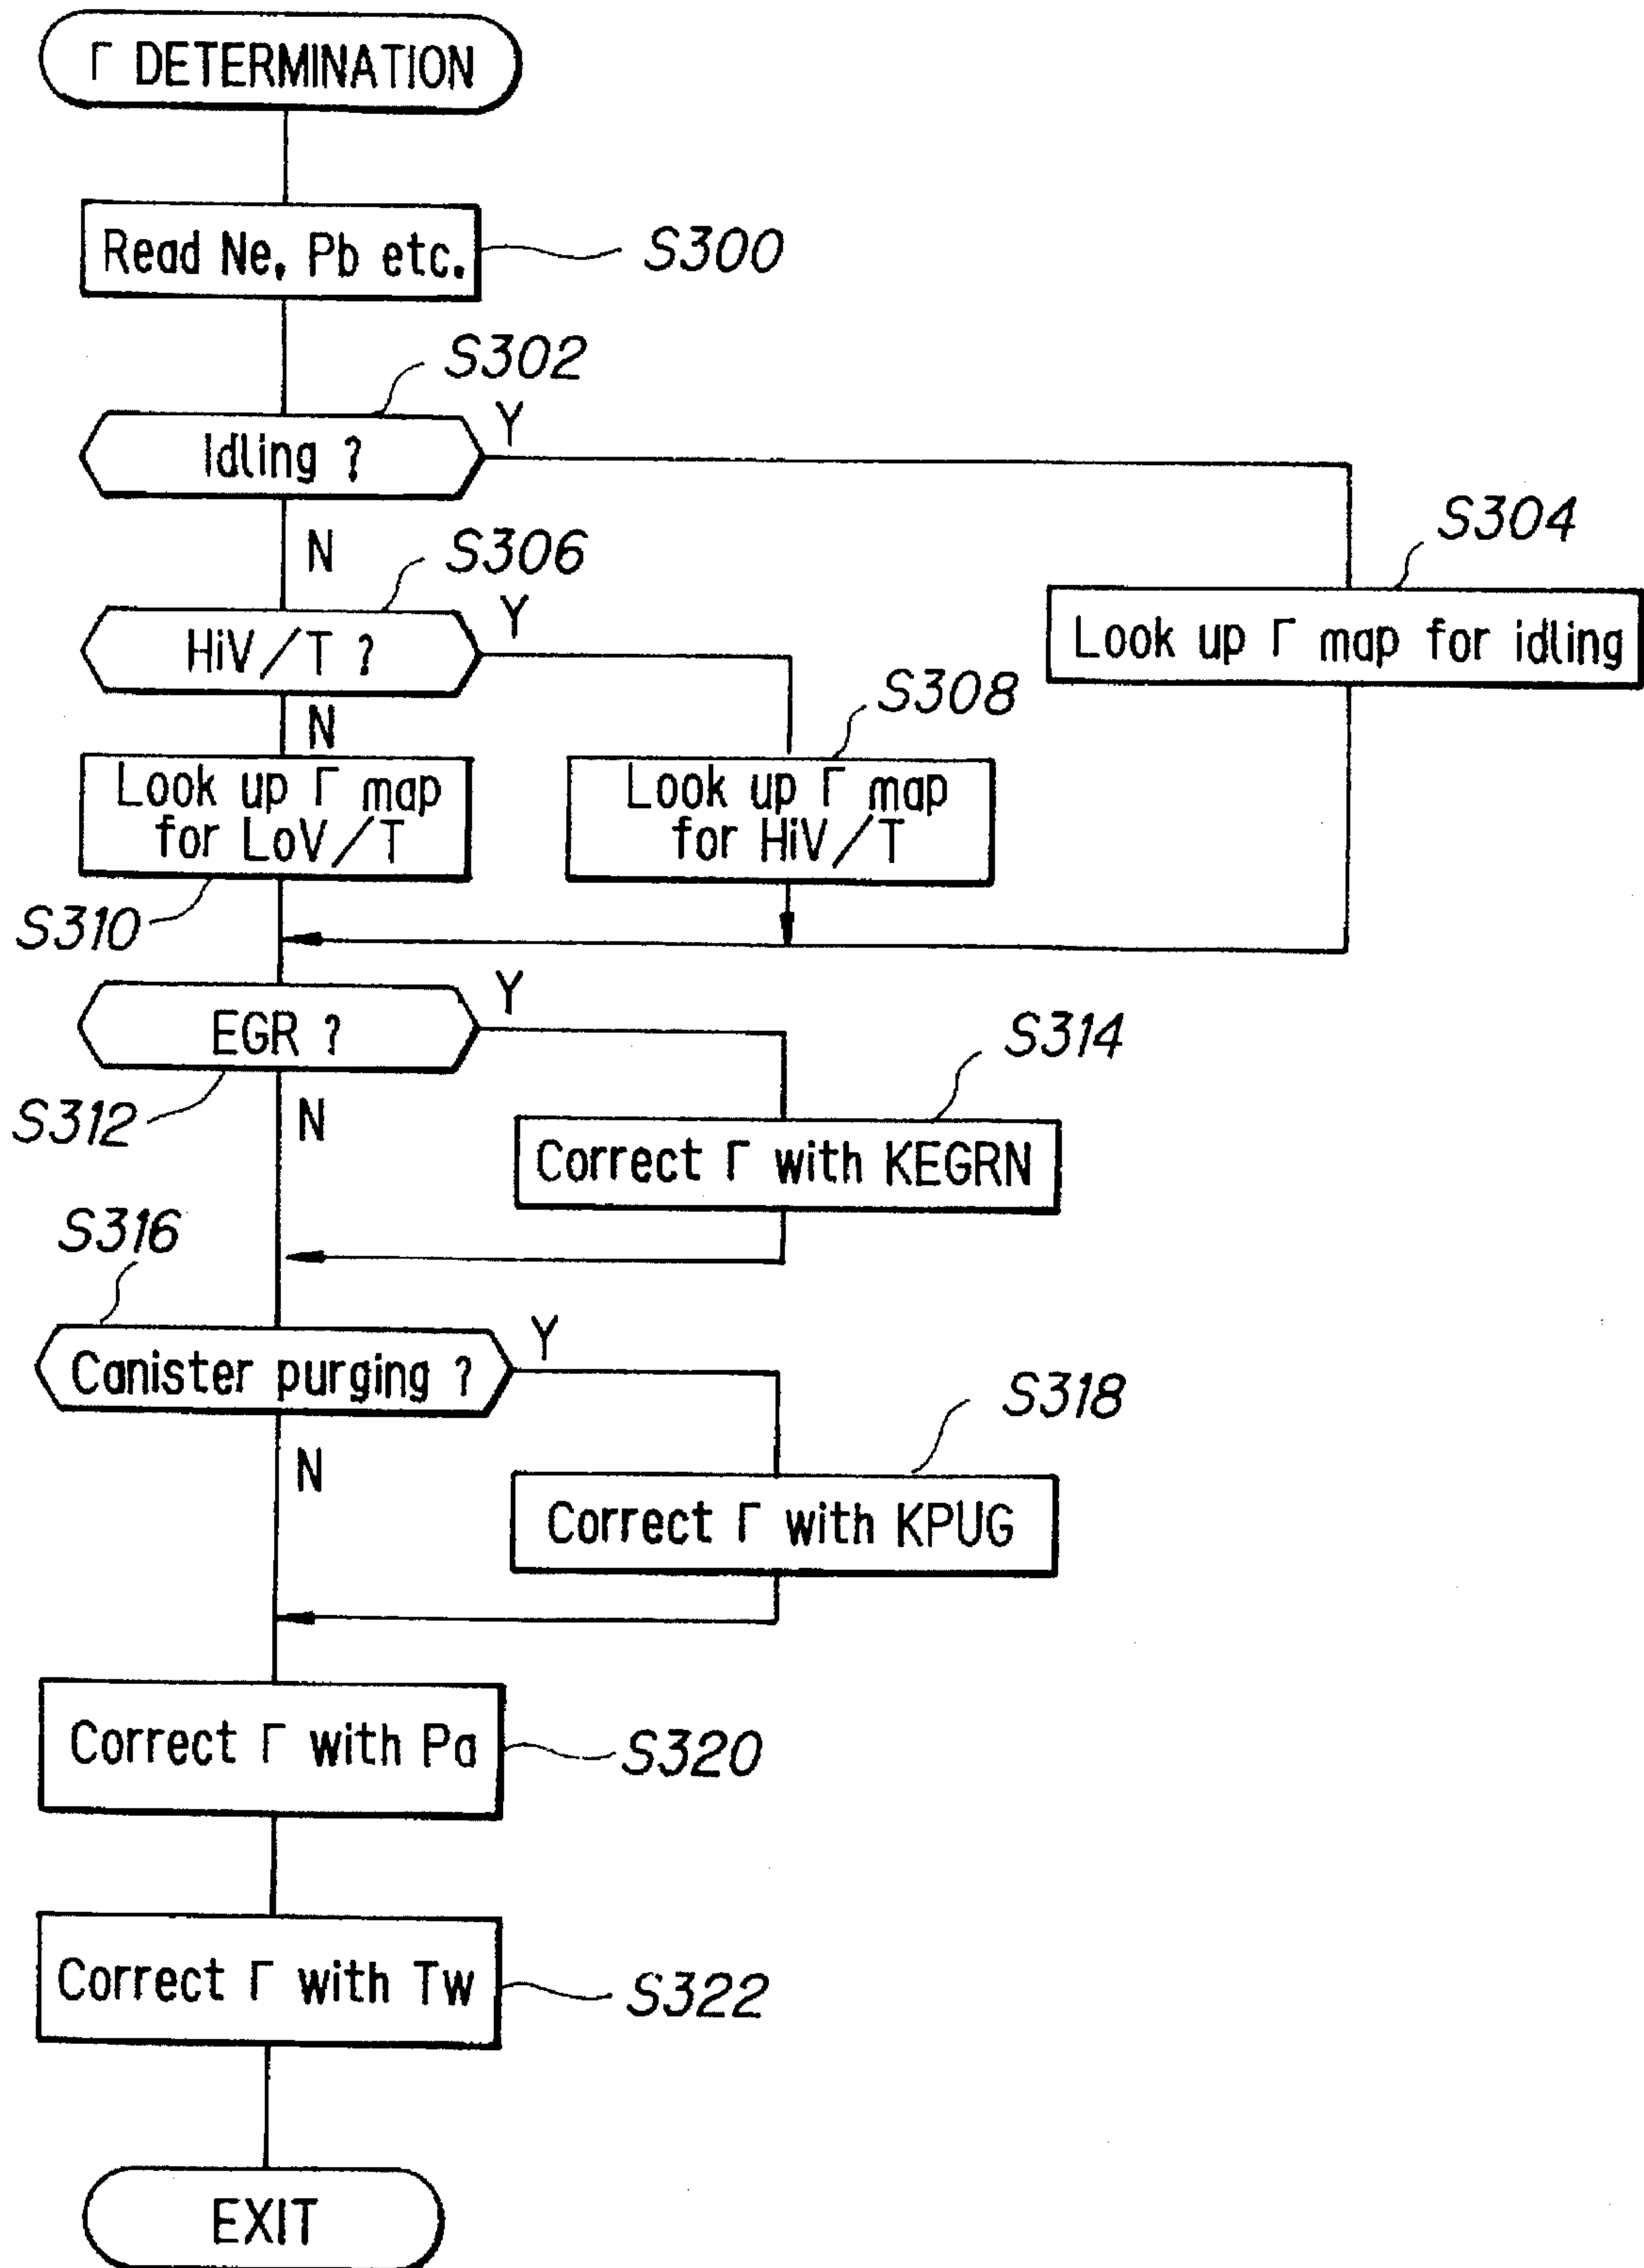 Γ DETERMINATION
Read Ne, Pb etc.
S300
S302
Idling ?
Y
N
S304
Look up Γ map for idling
S306
HiV/T ?
Y
N
S308
Look up Γ map
for HiV/T
Look up Γ map
for LoV/T
S310
EGR ?
Y
S312
N
S314
Correct Γ with KEGRN
S316
Canister purging ?
Y
N
S318
Correct Γ with KPUG
Correct Γ with Pa
S320
Correct Γ with Tw
S322
EXIT